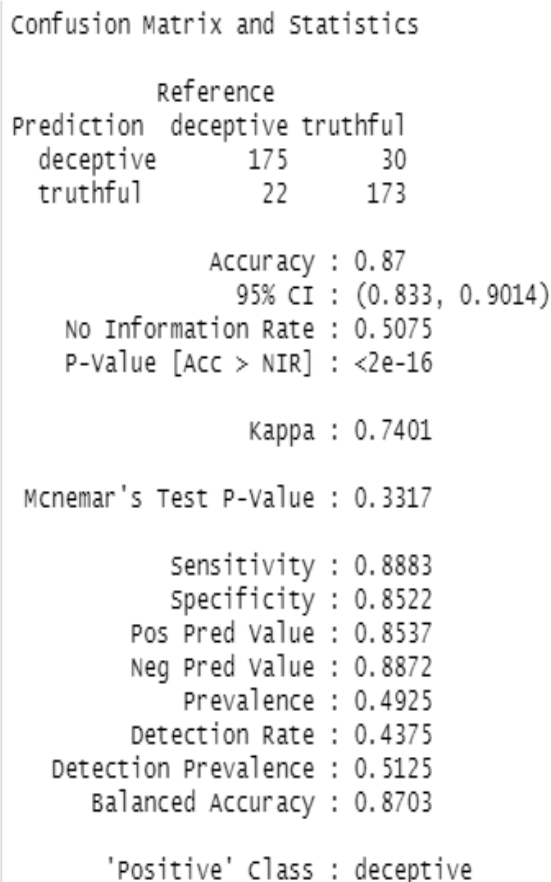 Confusion Matrix and Statistics
Reference
Prediction deceptive truthful
deceptive 175 30
truthful 22 173
Accuracy : 0.87
95% CI : (0.833, 0.9014)
No Information Rate : 0.5075
P-Value [Acc > NIR] : <2e-16
Kappa : 0.7401
Mcnemar's Test P-Value : 0.3317
Sensitivity : 0.8883
Specificity : 0.8522
Pos Pred Value : 0.8537
Neg Pred Value : 0.8872
Prevalence : 0.4925
Detection Rate : 0.4375
Detection Prevalence : 0.5125
Balanced Accuracy : 0.8703
'Positive' Class : deceptive